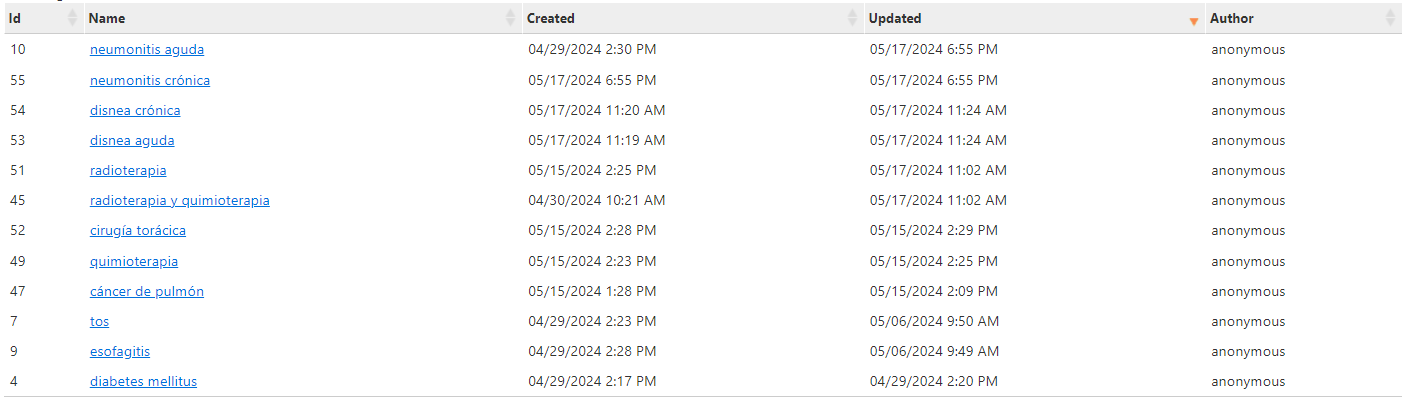 Id Name Created Updated Author
10 neumonitis aguda 04/29/2024 2:30 PM 05/17/2024 6:55 PM anonymous
55 neumonitis crónica 05/17/2024 6:55 PM 05/17/2024 6:55 PM anonymous
54 disnea crónica 05/17/2024 11:20 AM 05/17/2024 11:24 AM anonymous
53 disnea aguda 05/17/2024 11:19 AM 05/17/2024 11:24 AM anonymous
51 radioterapia 05/15/2024 2:25 PM 05/17/2024 11:02 AM anonymous
45 radioterapia y quimioterapia 04/30/2024 10:21 AM 05/17/2024 11:02 AM anonymous
52 cirugía torácica 05/15/2024 2:28 PM 05/15/2024 2:29 PM anonymous
49 quimioterapia 05/15/2024 2:23 PM 05/15/2024 2:25 PM anonymous
47 cáncer de pulmón 05/15/2024 1:28 PM 05/15/2024 2:09 PM anonymous
7 tos 04/29/2024 2:23 PM 05/06/2024 9:50 AM anonymous
9 esofagitis 04/29/2024 2:28 PM 05/06/2024 9:49 AM anonymous
4 diabetes mellitus 04/29/2024 2:17 PM 04/29/2024 2:20 PM anonymous